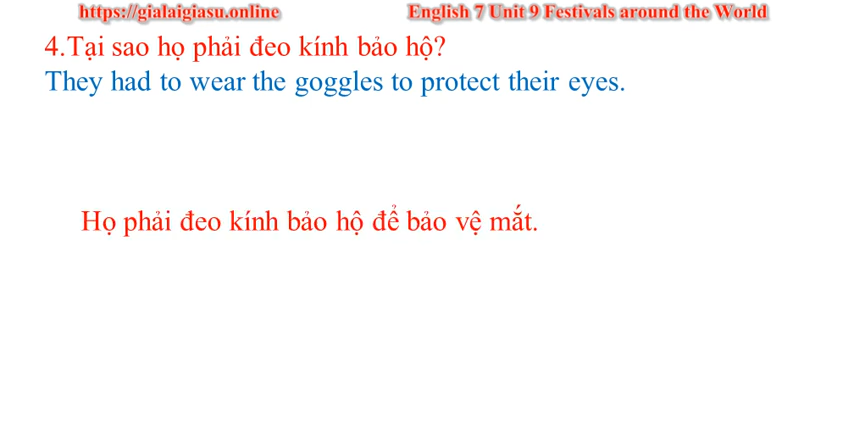 https://gialaigiasu.online English 7 Unit 9 Festivals around the World
4.Tại sao họ phải đeo kính bảo hộ?
They had to wear the goggles to protect their eyes.
Họ phải đeo kính bảo hộ để bảo vệ mắt.